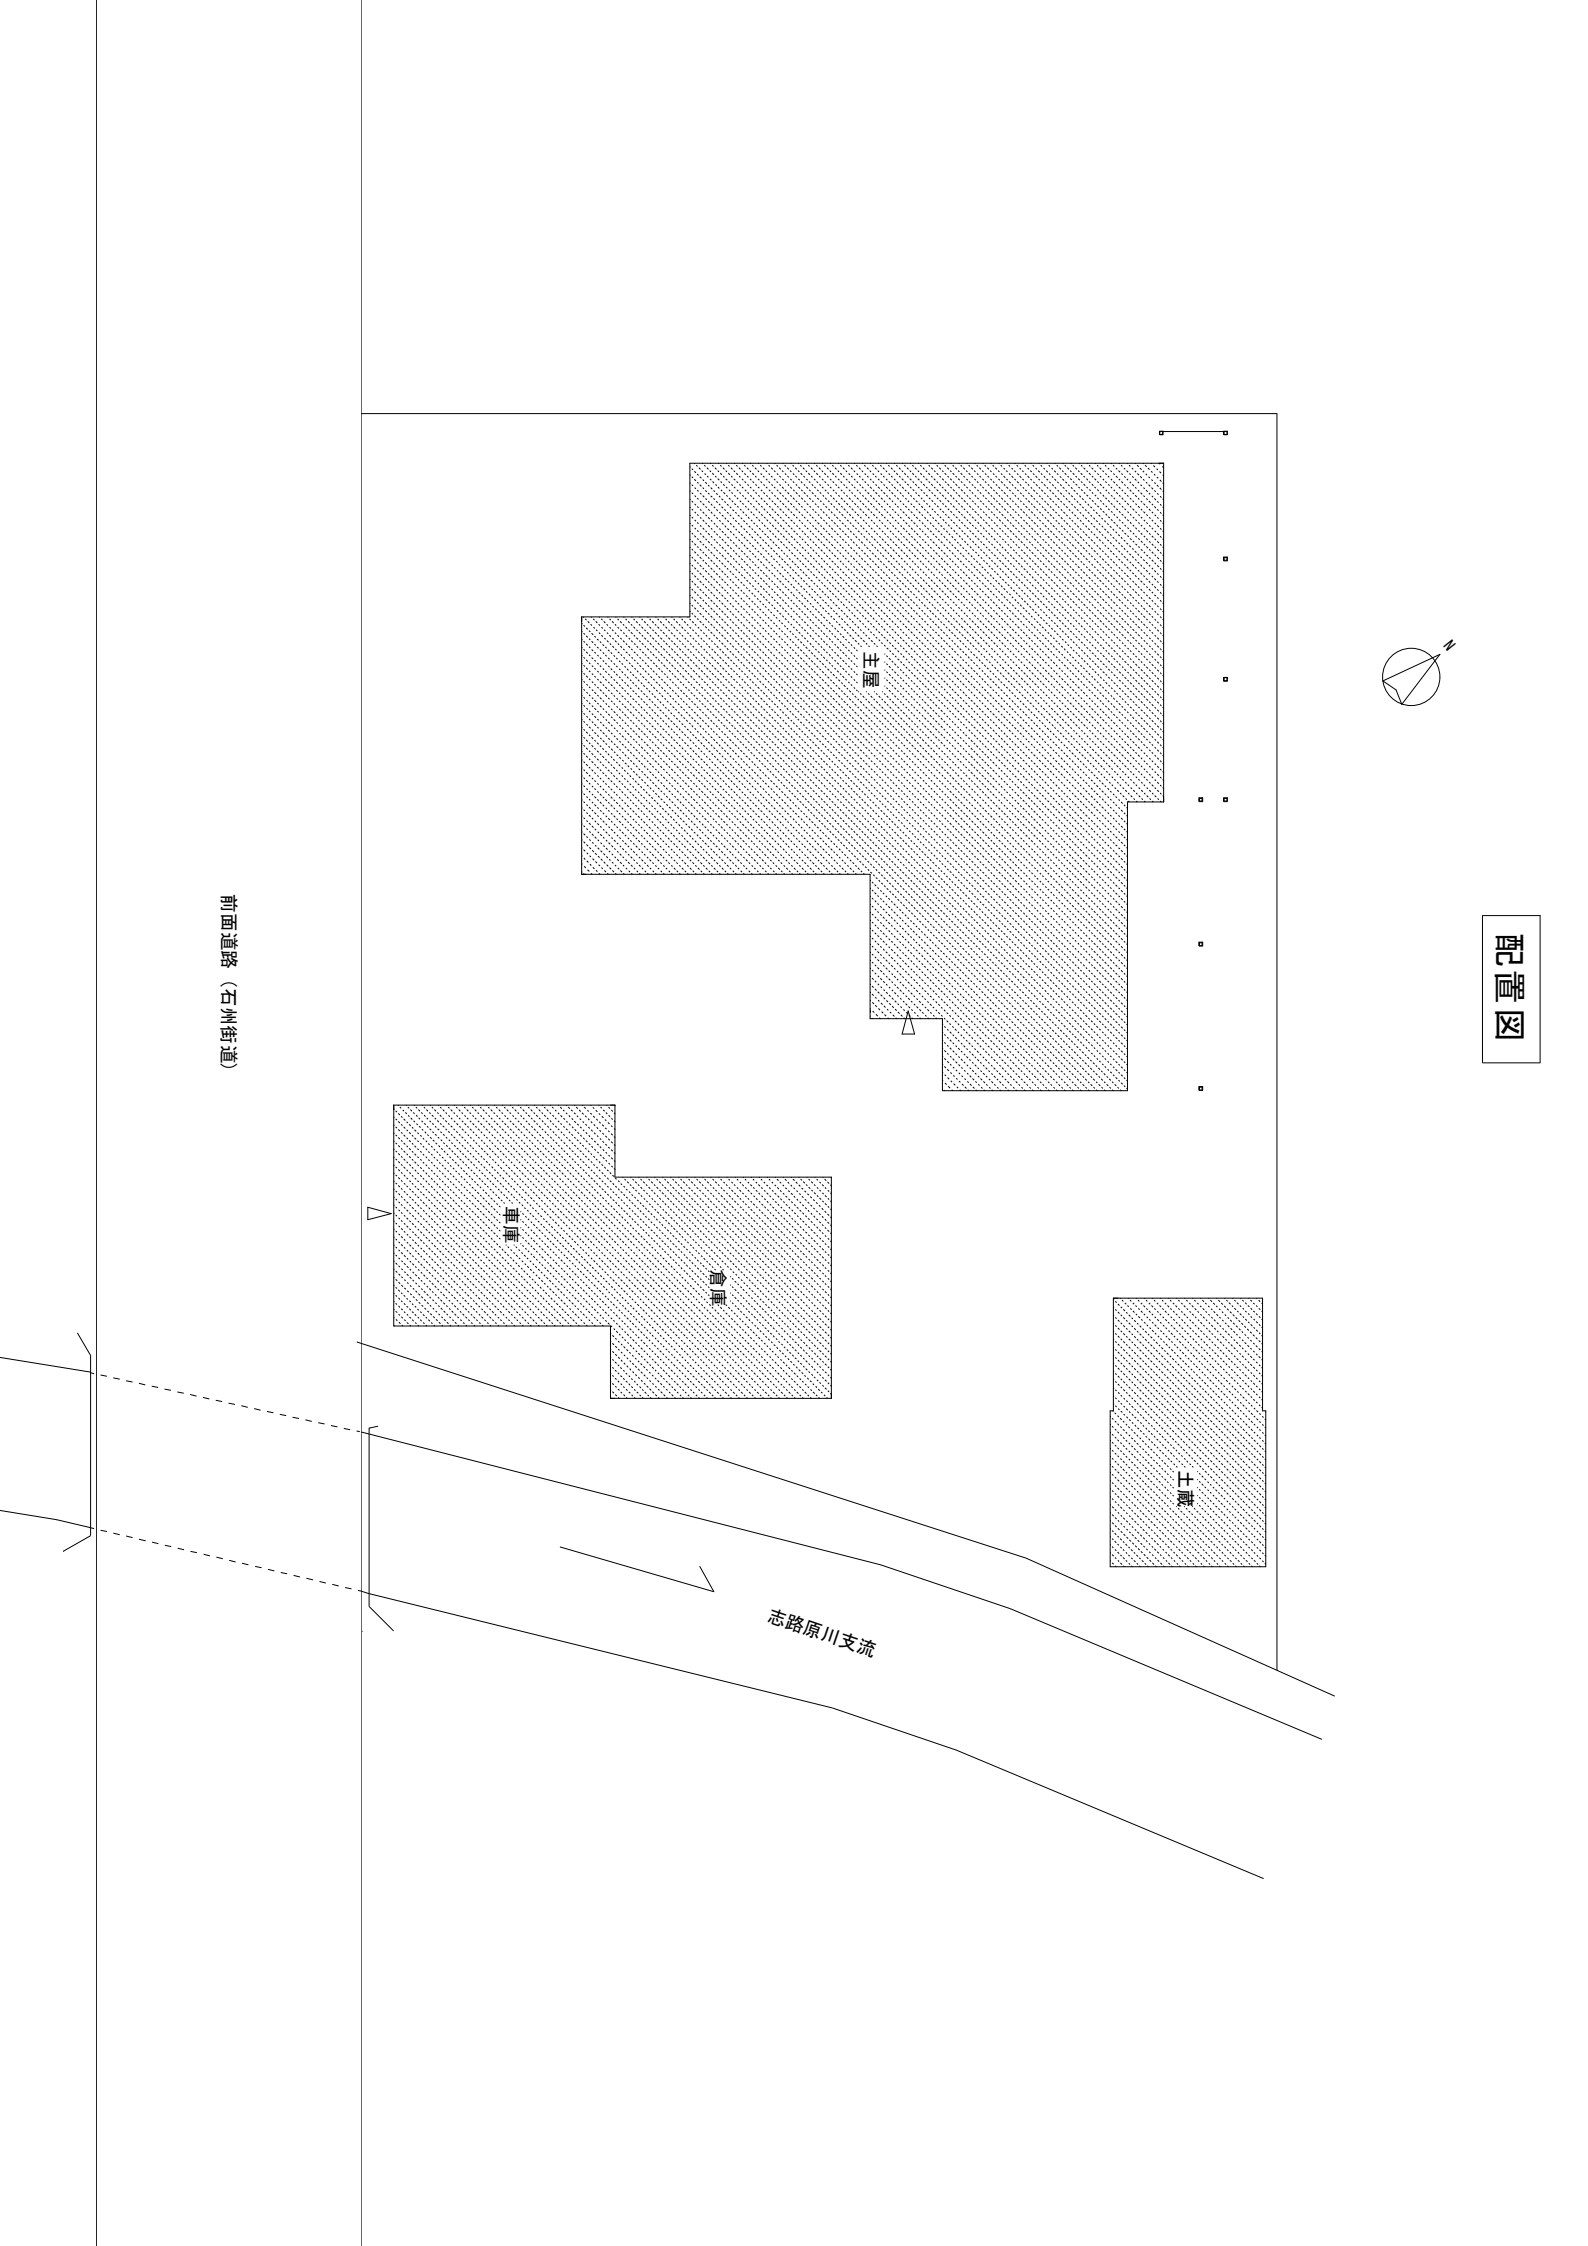 配置図
N
主屋
土蔵
倉庫
車庫
志路原川支流
前面道路（石州街道）